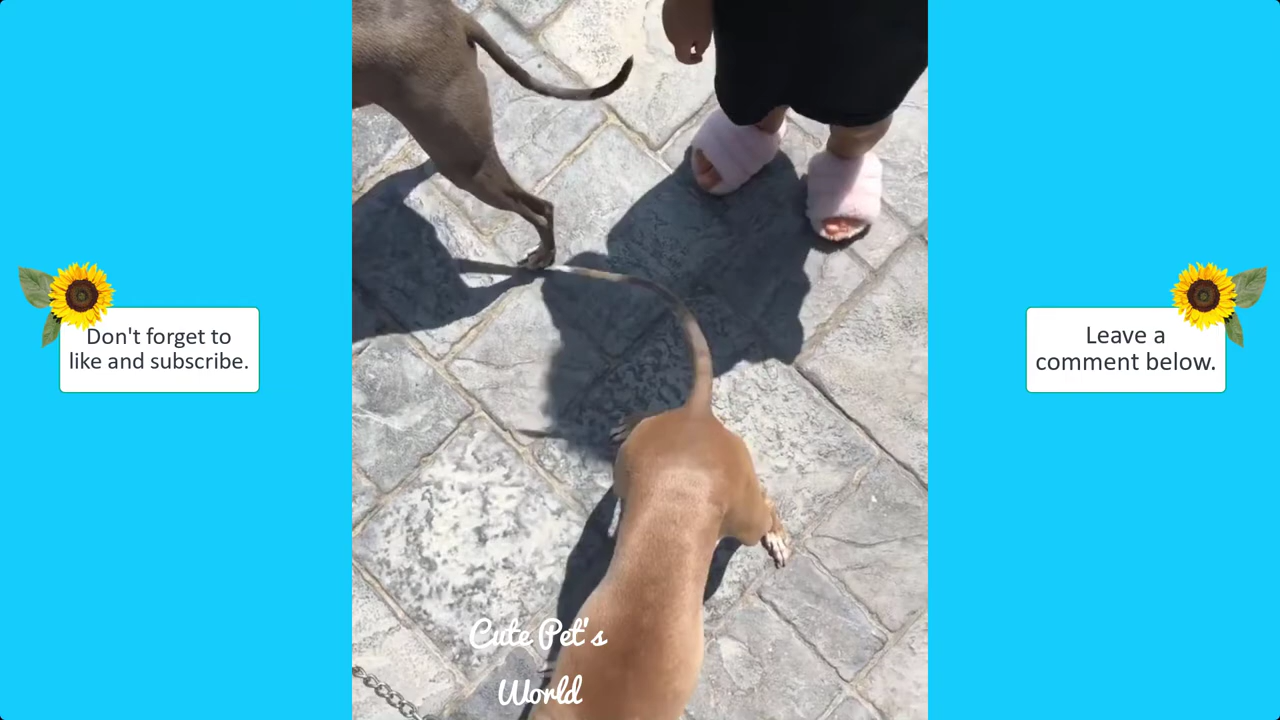 Don't forget to
like and subscribe.
Leave a
comment below.
Cute Pet's
World